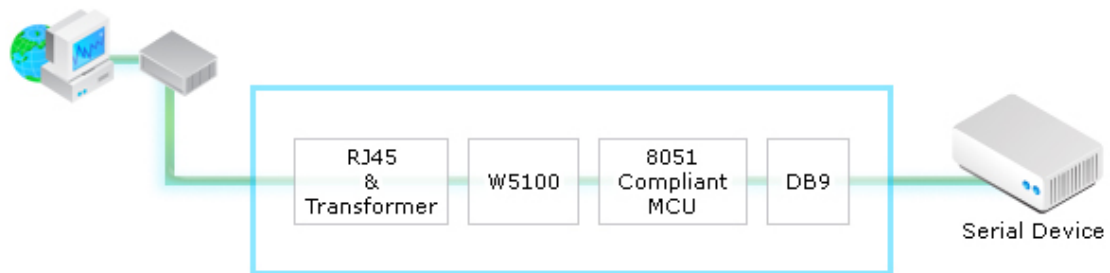 RJ45
&
Transformer
W5100
8051
Compliant
MCU
DB9
Serial Device